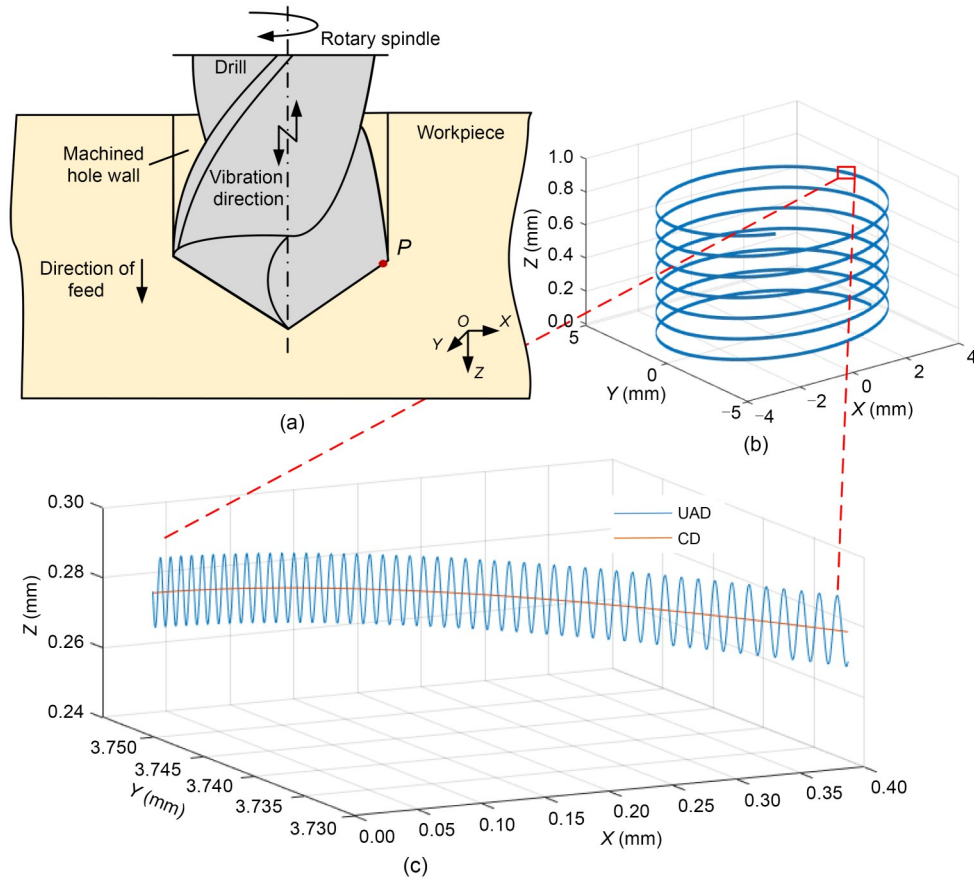 Rotary spindle
Drill
Workpiece
Machined
hole wall
Vibration
direction
P
Direction of
feed
O
X
Y
Z
(a)
1.0
0.8
0.6
0.4
0.2
0.0
Z (mm)
5
0
−5
Y (mm)
−4
−2
0
2
4
X (mm)
(b)
0.30
0.28
0.26
0.24
Z (mm)
UAD
CD
3.750
3.745
3.740
3.735
3.730
Y (mm)
0.00
0.05
0.10
0.15
0.20
0.25
0.30
0.35
0.40
X (mm)
(c)